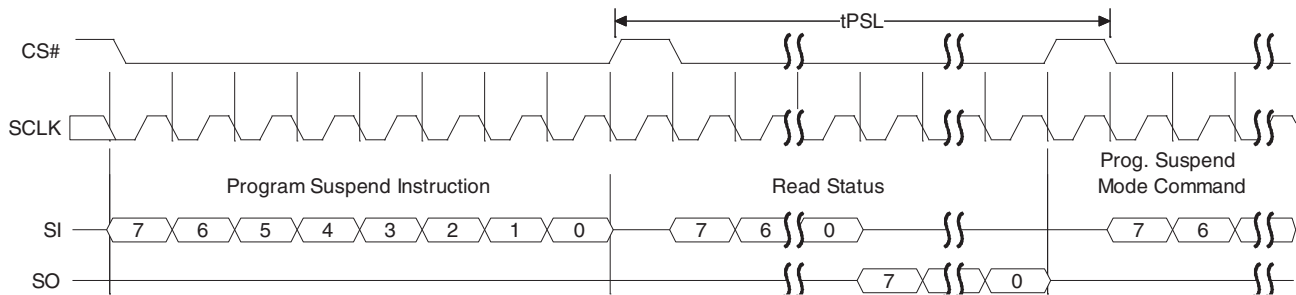 tPSL
CS#
SCLK
Prog. Suspend
Program Suspend Instruction Read Status Mode Command
SI 7 6 5 4 3 2 1 0 7 6 0 7 6
SO 7 0